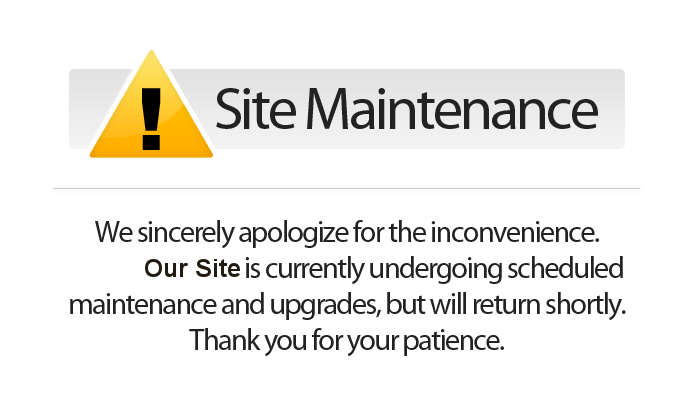 Site Maintenance
We sincerely apologize for the inconvenience.
Our Site is currently undergoing scheduled
maintenance and upgrades, but will return shortly.
Thank you for your patience.